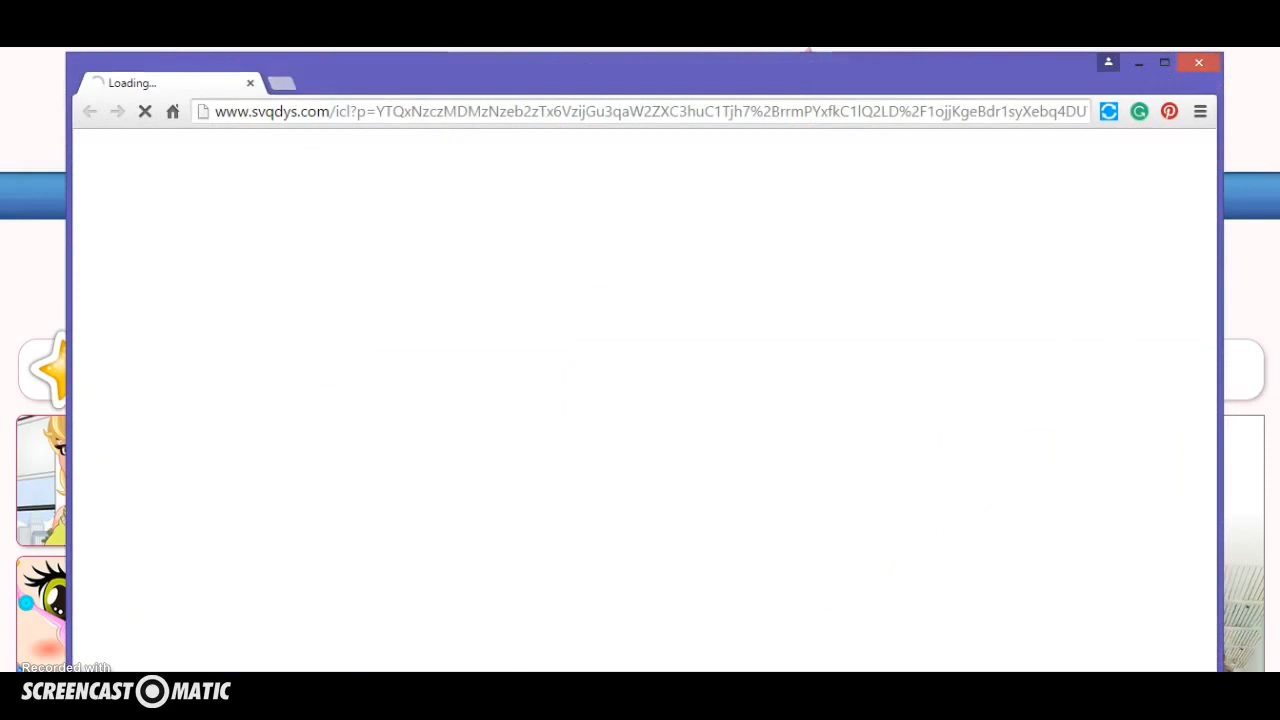 Loading...
www.svqdys.com/icl?p=YTQxNzczMDMzNzeb2zTx6VzijGu3qaW2ZXC3huC1Tjh7%2BrrmPYxfkC1lQ2LD%2F1ojjKgeBdr1syXebq4DU
Recorded with
SCREENCAST MATIC